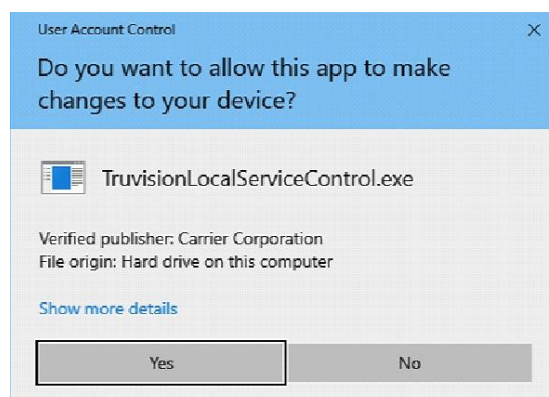 User Account Control
Do you want to allow this app to make
changes to your device?
TruvisionLocalServiceControl.exe
Verified publisher: Carrier Corporation
File origin: Hard drive on this computer
Show more details
Yes
No